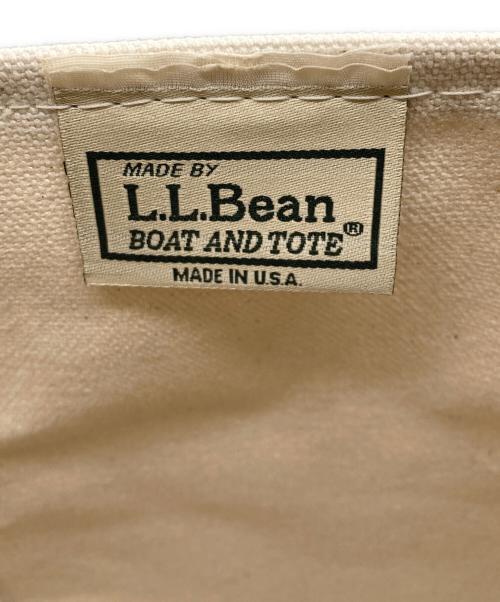 MADE BY
L.L.Bean
BOAT AND TOTE®
MADE IN U.S.A.